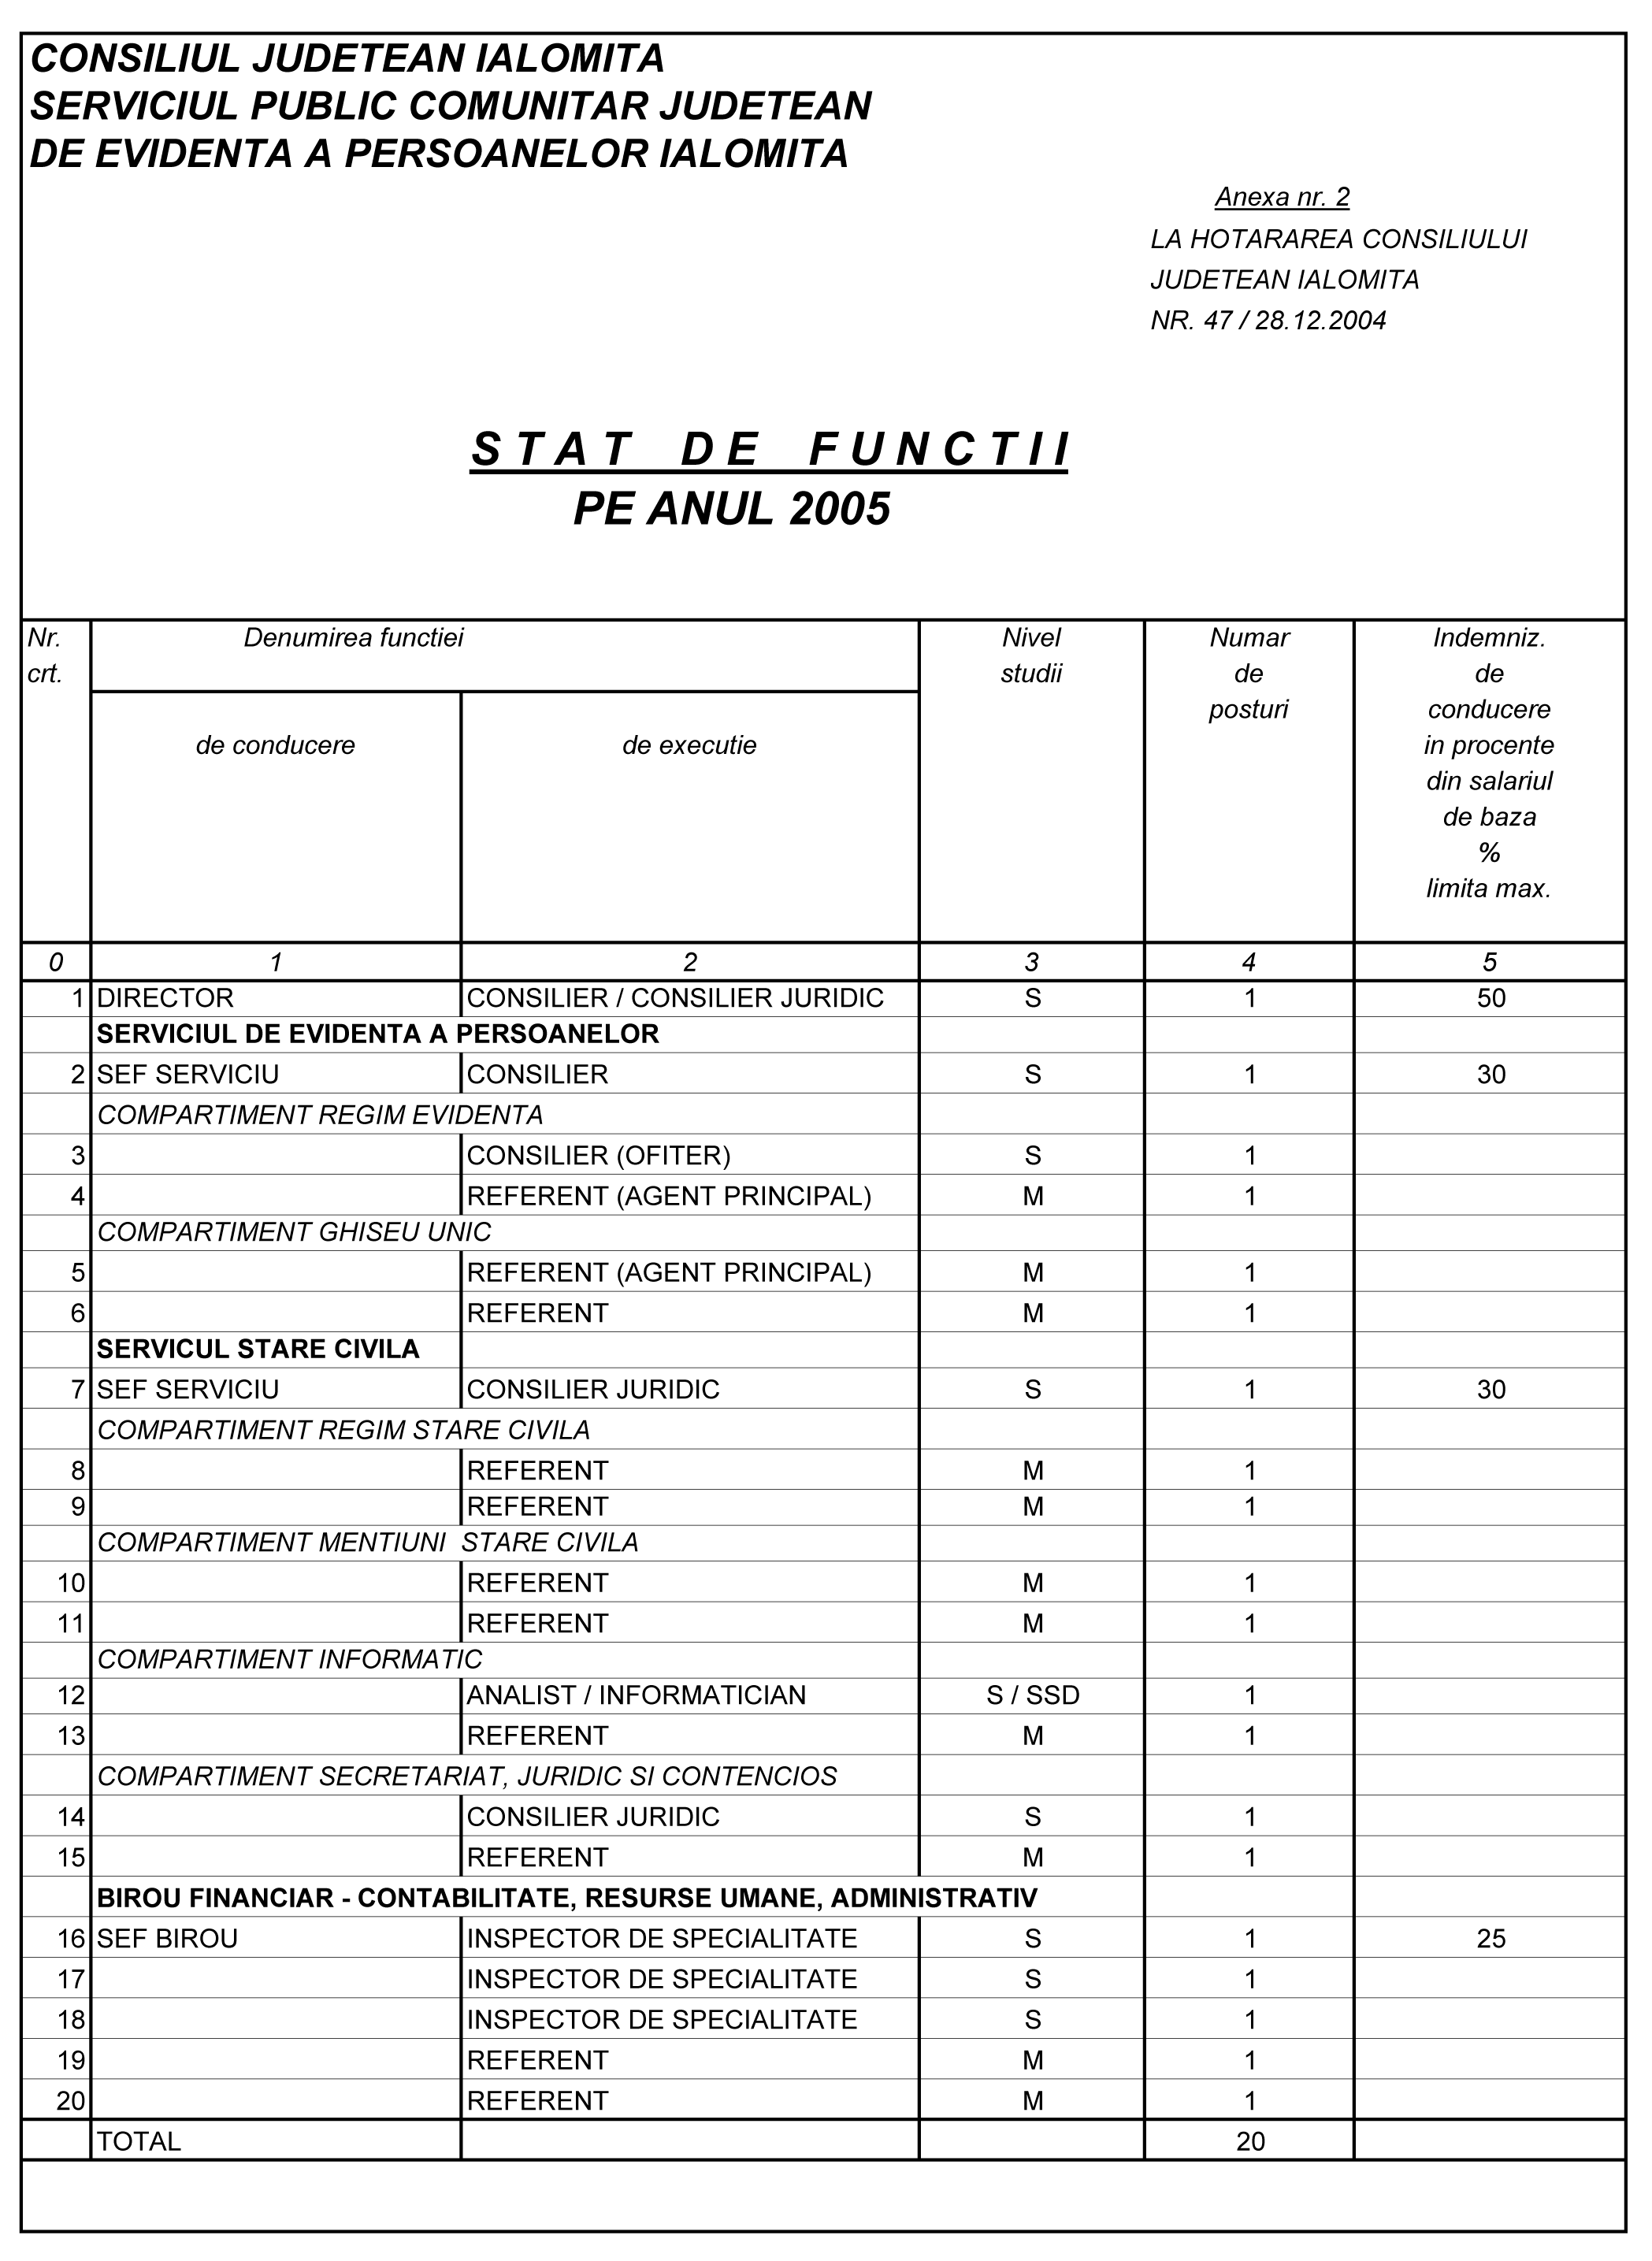 CONSILIUL JUDETEAN IALOMITA
SERVICIUL PUBLIC COMUNITAR JUDETEAN
DE EVIDENTA A PERSOANELOR IALOMITA
Anexa nr. 2
LA HOTARAREA CONSILIULUI
JUDETEAN IALOMITA
NR. 47 / 28.12.2004
S T A T   D E   F U N C T I I
PE ANUL 2005
Nr. Denumirea functiei Nivel Numar Indemniz.
crt. studii de de
posturi conducere
de conducere de executie in procente
din salariul
de baza
%
limita max.
0 1 2 3 4 5
1 DIRECTOR CONSILIER / CONSILIER JURIDIC S 1 50
SERVICIUL DE EVIDENTA A PERSOANELOR
2 SEF SERVICIU CONSILIER S 1 30
COMPARTIMENT REGIM EVIDENTA
3 CONSILIER (OFITER) S 1
4 REFERENT (AGENT PRINCIPAL) M 1
COMPARTIMENT GHISEU UNIC
5 REFERENT (AGENT PRINCIPAL) M 1
6 REFERENT M 1
SERVICUL STARE CIVILA
7 SEF SERVICIU CONSILIER JURIDIC S 1 30
COMPARTIMENT REGIM STARE CIVILA
8 REFERENT M 1
9 REFERENT M 1
COMPARTIMENT MENTIUNI  STARE CIVILA
10 REFERENT M 1
11 REFERENT M 1
COMPARTIMENT INFORMATIC
12 ANALIST / INFORMATICIAN S / SSD 1
13 REFERENT M 1
COMPARTIMENT SECRETARIAT, JURIDIC SI CONTENCIOS
14 CONSILIER JURIDIC S 1
15 REFERENT M 1
BIROU FINANCIAR - CONTABILITATE, RESURSE UMANE, ADMINISTRATIV
16 SEF BIROU INSPECTOR DE SPECIALITATE S 1 25
17 INSPECTOR DE SPECIALITATE S 1
18 INSPECTOR DE SPECIALITATE S 1
19 REFERENT M 1
20 REFERENT M 1
TOTAL 20